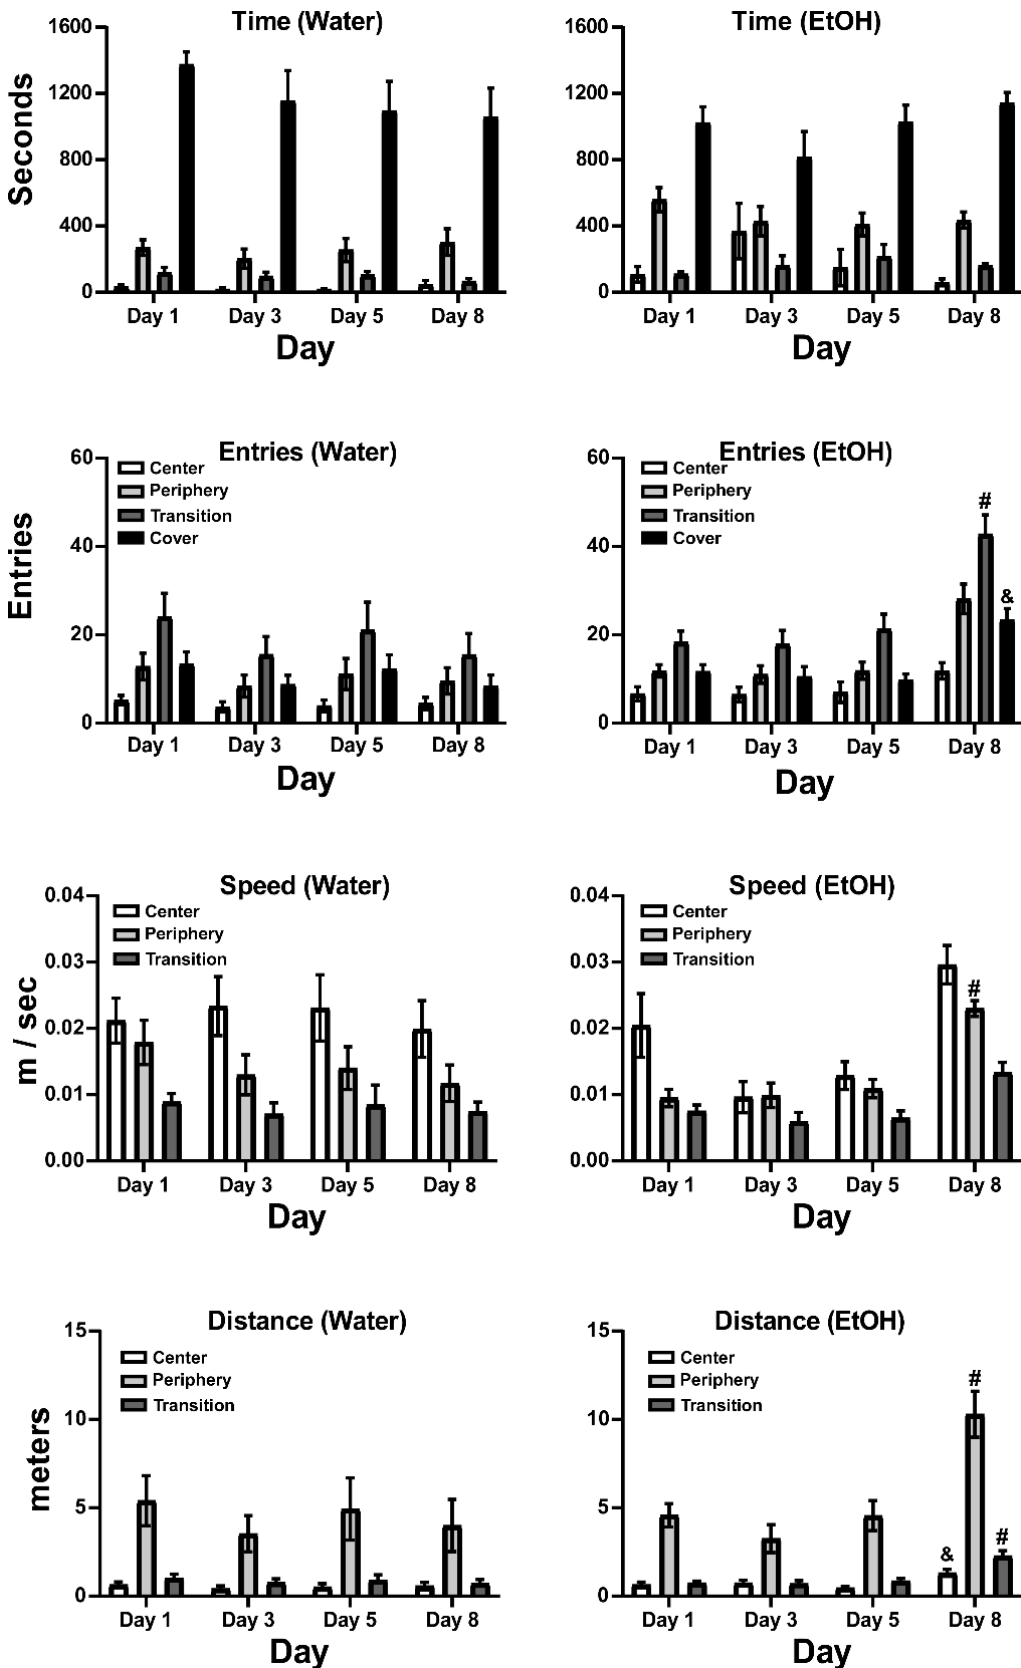 Time (Water)
Seconds
1600
1200
800
400
0
Day 1 Day 3 Day 5 Day 8
Day
Time (EtOH)
1600
1200
800
400
0
Day 1 Day 3 Day 5 Day 8
Day
Entries (Water)
Entries
60
40
20
0
Center
Periphery
Transition
Cover
Day 1 Day 3 Day 5 Day 8
Day
Entries (EtOH)
60
40
20
0
Center
Periphery
Transition
Cover
#
&
Day 1 Day 3 Day 5 Day 8
Day
Speed (Water)
m / sec
0.04
0.03
0.02
0.01
0.00
Center
Periphery
Transition
Day 1 Day 3 Day 5 Day 8
Day
Speed (EtOH)
0.04
0.03
0.02
0.01
0.00
Center
Periphery
Transition
#
Day 1 Day 3 Day 5 Day 8
Day
Distance (Water)
meters
15
10
5
0
Center
Periphery
Transition
Day 1 Day 3 Day 5 Day 8
Day
Distance (EtOH)
15
10
5
0
Center
Periphery
Transition
#
#
&
Day 1 Day 3 Day 5 Day 8
Day